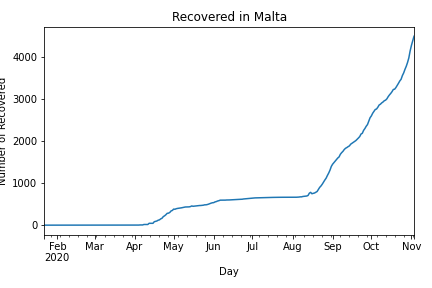 Recovered in Malta
Number of Recovered
4000
3000
2000
1000
0
Feb Mar Apr May Jun Jul Aug Sep Oct Nov
2020
Day